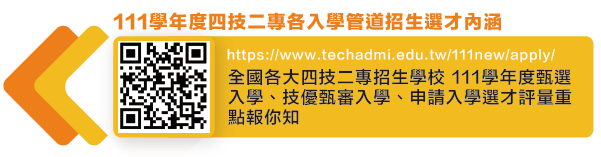 111學年度四技二專各入學管道招生選才內涵
https://www.techadmi.edu.tw/111new/apply/
全國各大四技二專招生學校 111學年度甄選
入學、技優甄審入學、申請入學選才評量重
點報你知